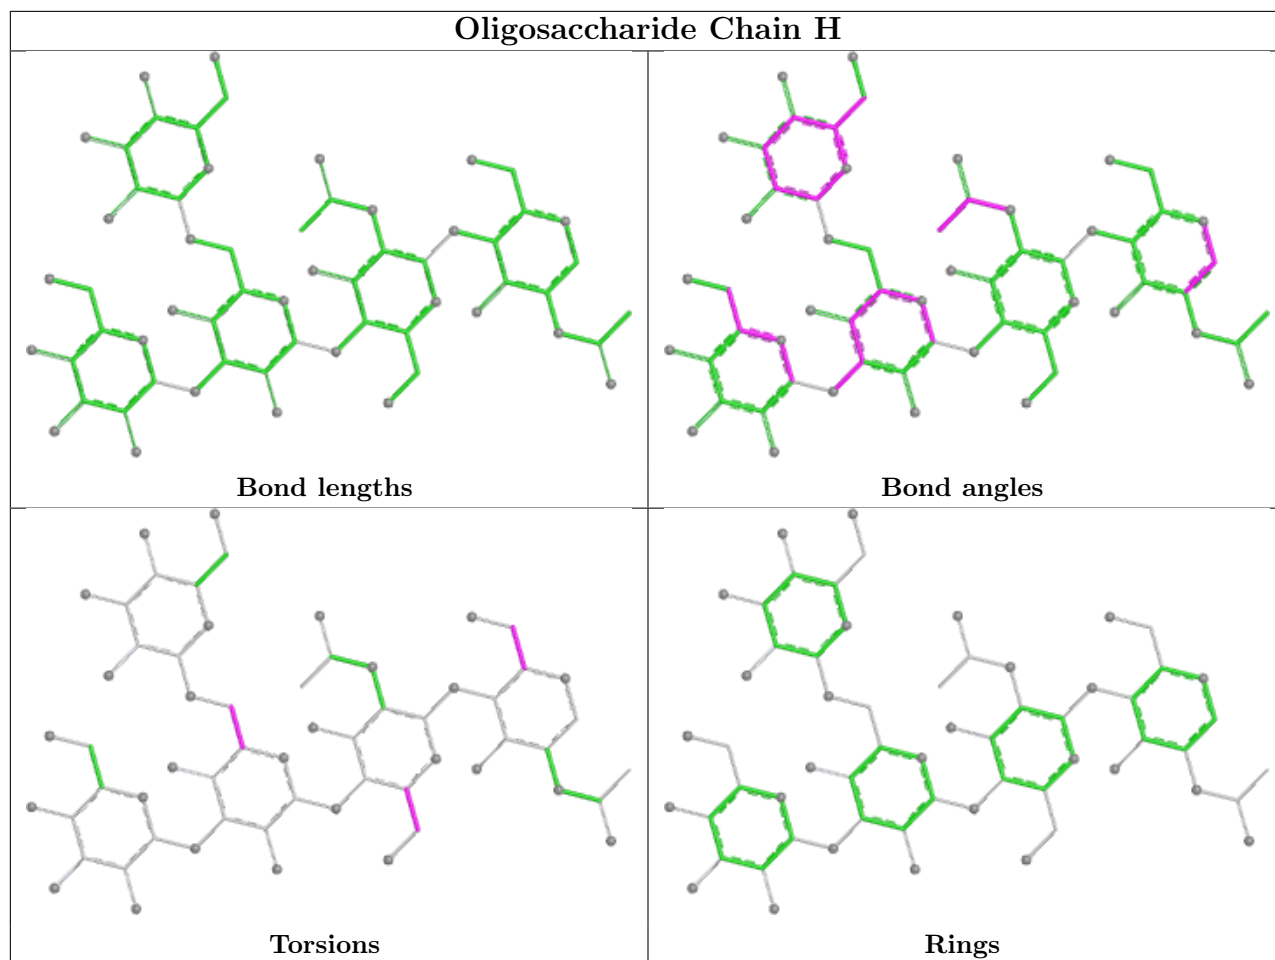 Oligosaccharide Chain H
Bond lengths
Bond angles
Torsions
Rings